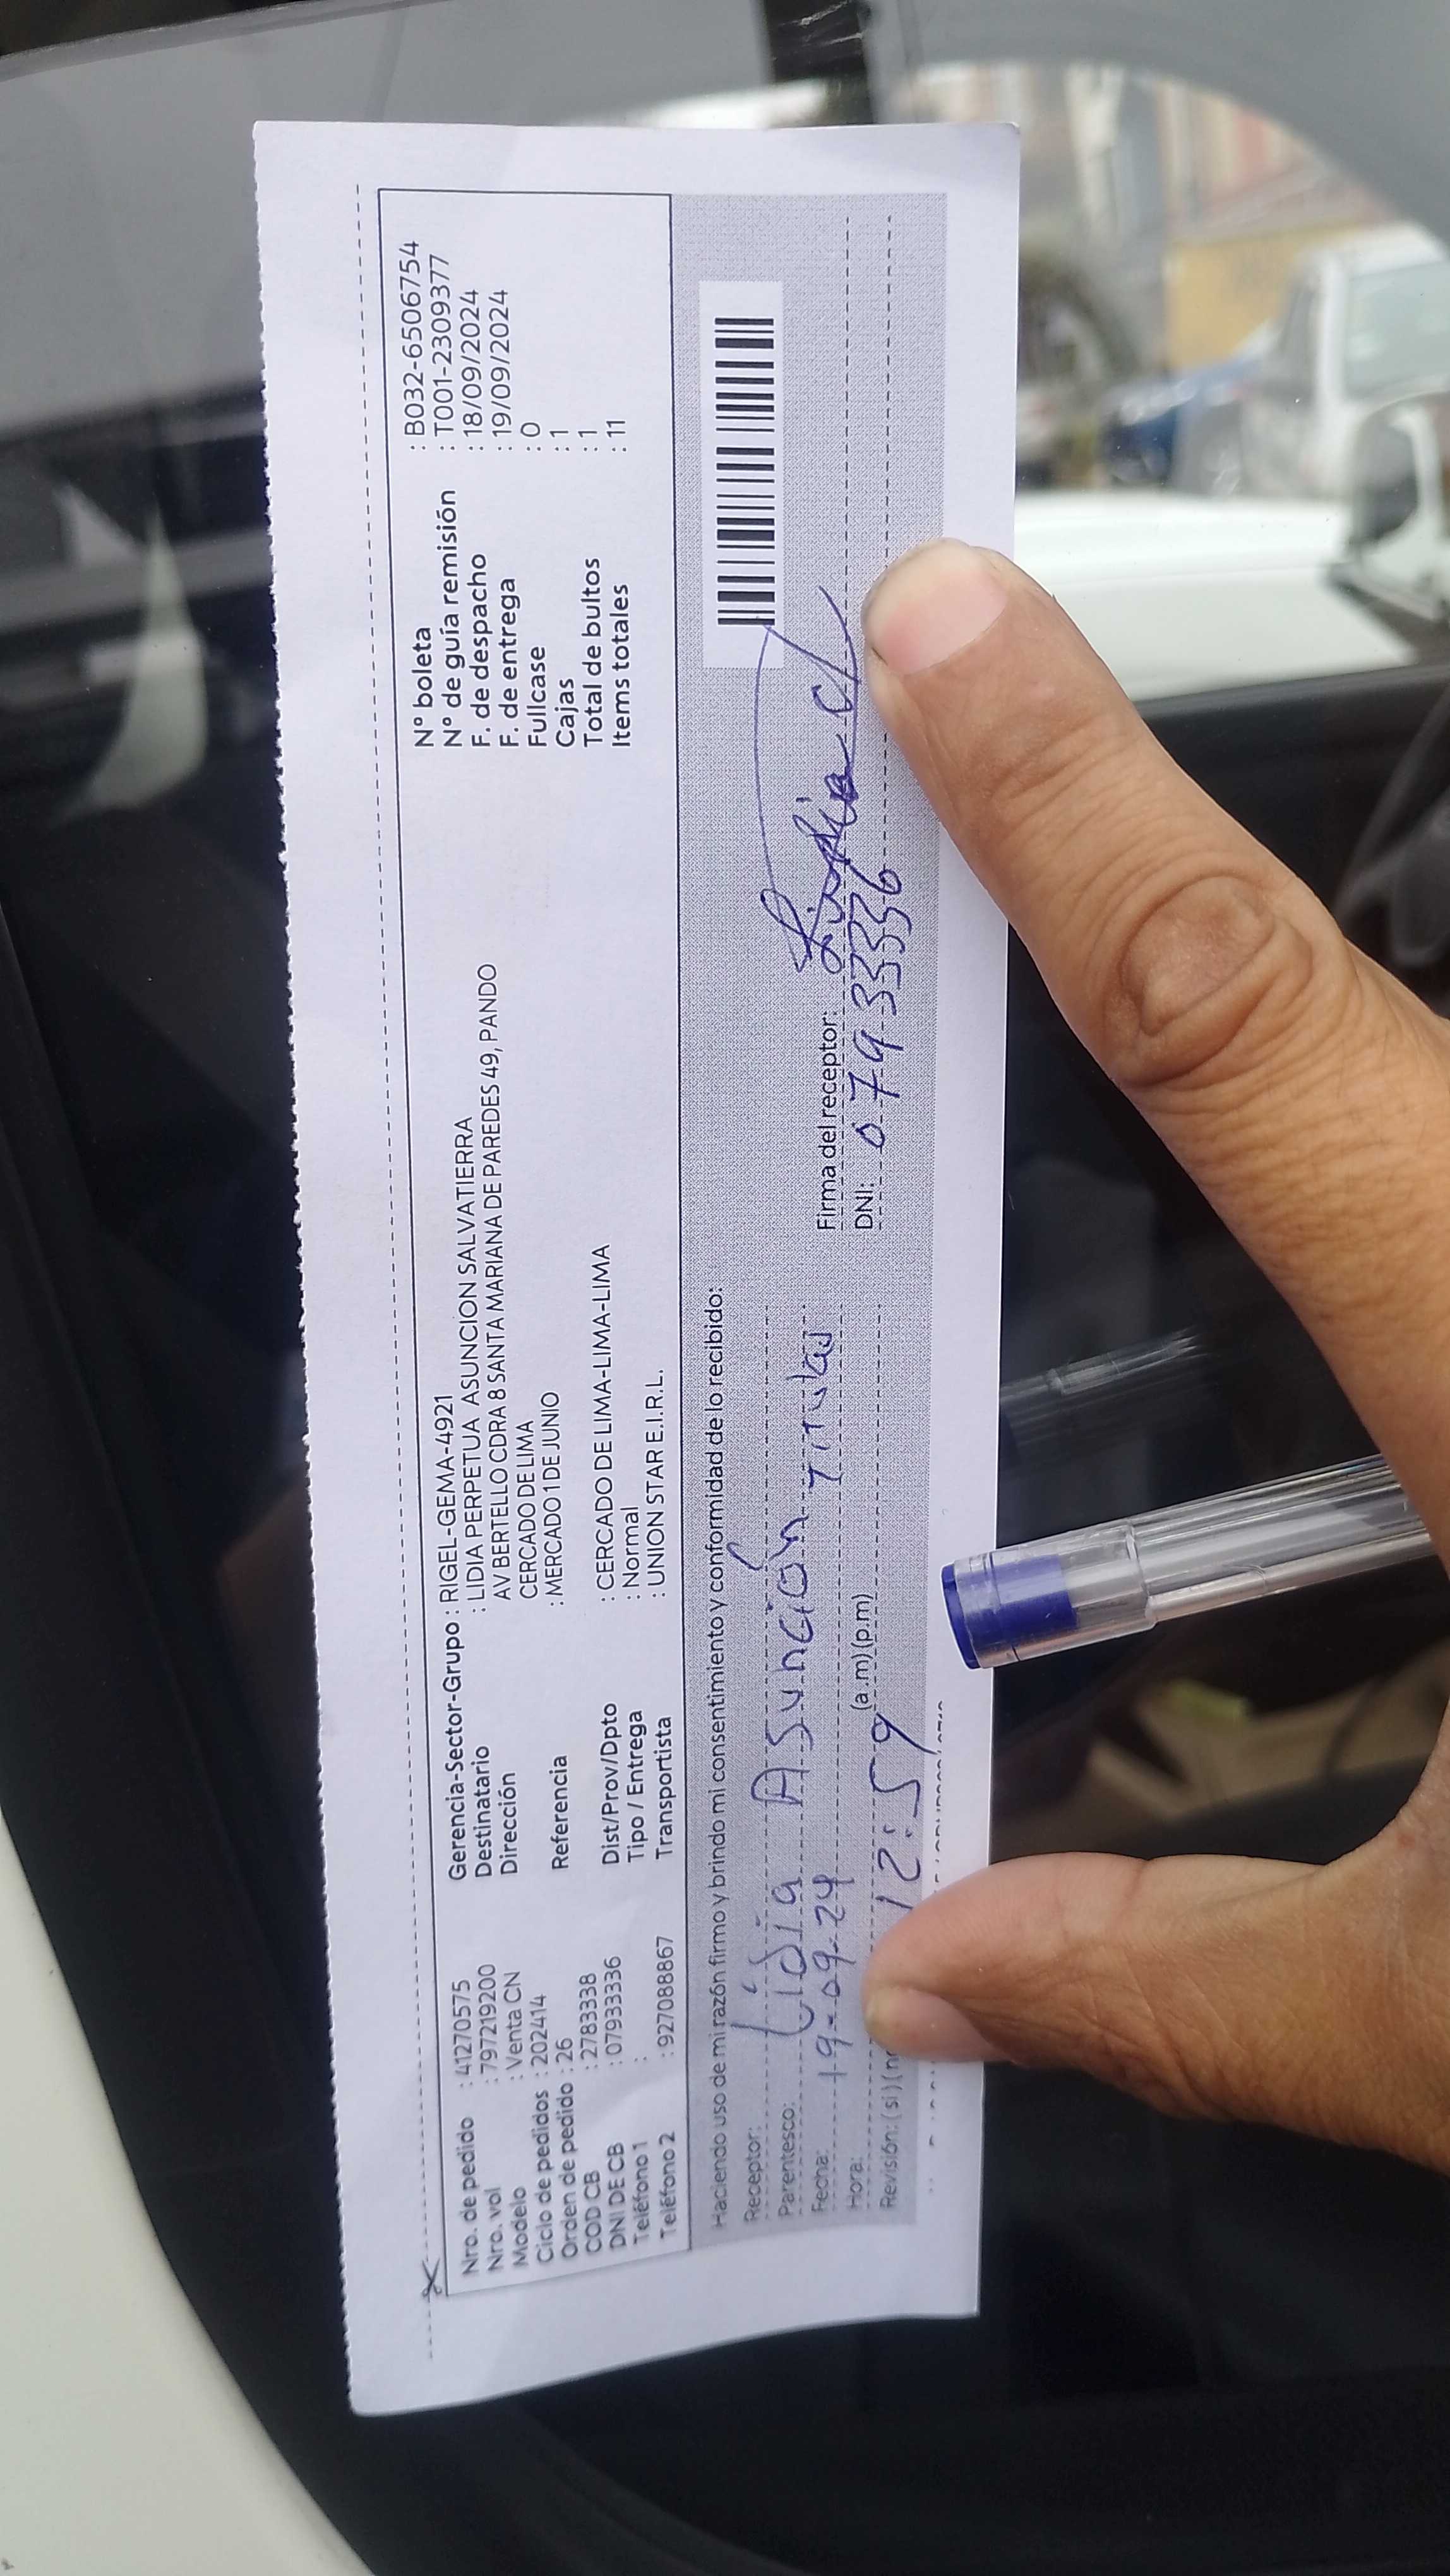 Nro. de pedido : 41270575
Nro. vol : 797219200
Modelo : Venta CN
Ciclo de pedidos : 202414
Orden de pedido : 26
COD CB : 2783338
DNI DE CB : 07933336
Teléfono 1 :
Teléfono 2 : 927088867
Gerencia-Sector-Grupo : RIGEL-GEMA-4921
Destinatario : LIDIA PERPETUA ASUNCION SALVATIERRA
Dirección AV BERTELLO CDRA 8 SANTA MARIANA DE PAREDES 49, PANDO
CERCADO DE LIMA
Referencia : MERCADO 1 DE JUNIO
Dist/Prov/Dpto : CERCADO DE LIMA-LIMA-LIMA
Tipo / Entrega : Normal
Transportista : UNION STAR E.I.R.L.
N° boleta : B032-6506754
N° de guía remisión : T001-2309377
F. de despacho : 18/09/2024
F. de entrega : 19/09/2024
Fullcase : 0
Cajas : 1
Total de bultos : 1
Items totales : 11
Haciendo uso de mi razón firmo y brindo mi consentimiento y conformidad de lo recibido:
Receptor: Lidia Asunción
Parentesco: Titular
Fecha: 19-09-24
Hora: 12:59 (a.m) (p.m)
Revisión: (si) (n
Firma del receptor: Lidia
DNI: 07933336